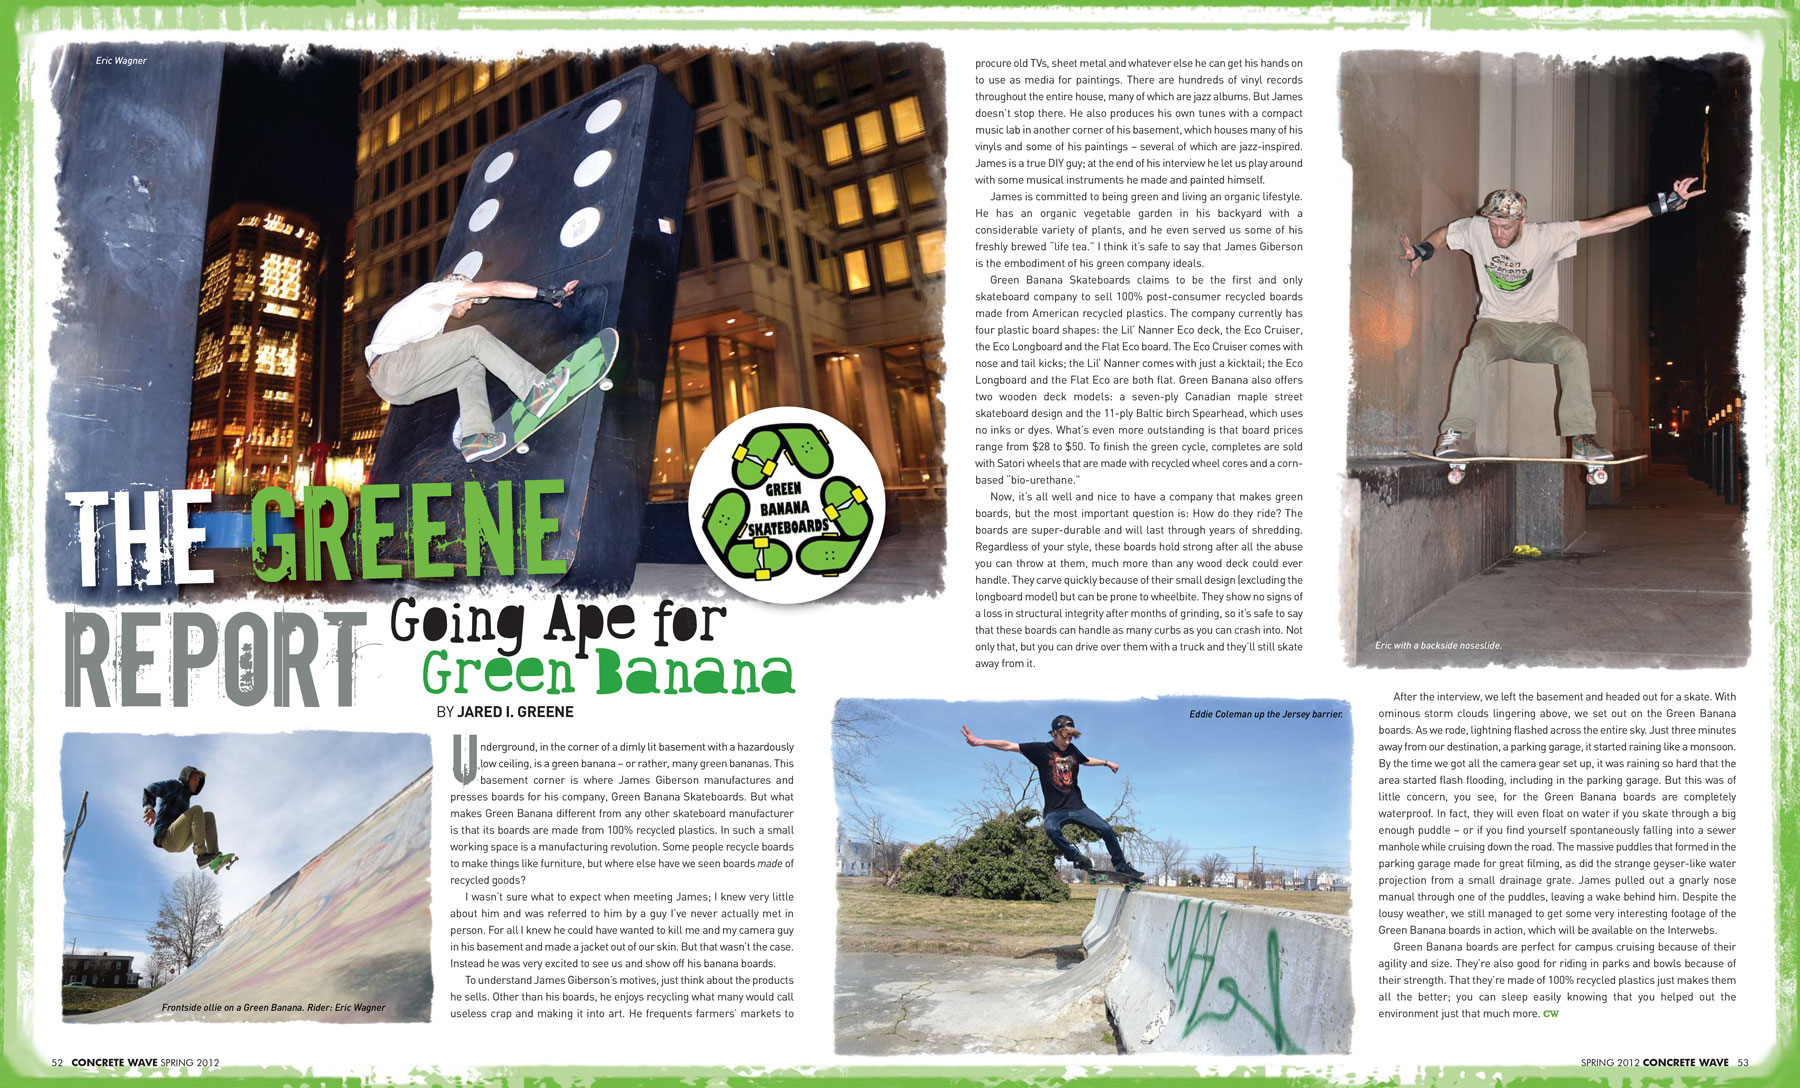 Eric Wagner
THE GREENE
REPORT
Going Ape for
Green Banana
BY JARED I. GREENE
GREEN
BANANA
SKATEBOARDS
Underground, in the corner of a dimly lit basement with a hazardously
low ceiling, is a green banana – or rather, many green bananas. This
basement corner is where James Giberson manufactures and
presses boards for his company, Green Banana Skateboards. But what
makes Green Banana different from any other skateboard manufacturer
is that its boards are made from 100% recycled plastics. In such a small
working space is a manufacturing revolution. Some people recycle boards
to make things like furniture, but where else have we seen boards made of
recycled goods?
I wasn't sure what to expect when meeting James; I knew very little
about him and was referred to him by a guy I've never actually met in
person. For all I knew he could have wanted to kill me and my camera guy
in his basement and made a jacket out of our skin. But that wasn't the case.
Instead he was very excited to see us and show off his banana boards.
To understand James Giberson's motives, just think about the products
he sells. Other than his boards, he enjoys recycling what many would call
useless crap and making it into art. He frequents farmers' markets to
Frontside ollie on a Green Banana. Rider: Eric Wagner
52 CONCRETE WAVE SPRING 2012
procure old TVs, sheet metal and whatever else he can get his hands on
to use as media for paintings. There are hundreds of vinyl records
throughout the entire house, many of which are jazz albums. But James
doesn't stop there. He also produces his own tunes with a compact
music lab in another corner of his basement, which houses many of his
vinyls and some of his paintings – several of which are jazz-inspired.
James is a true DIY guy; at the end of his interview he let us play around
with some musical instruments he made and painted himself.
James is committed to being green and living an organic lifestyle.
He has an organic vegetable garden in his backyard with a
considerable variety of plants, and he even served us some of his
freshly brewed "life tea." I think it's safe to say that James Giberson
is the embodiment of his green company ideals.
Green Banana Skateboards claims to be the first and only
skateboard company to sell 100% post-consumer recycled boards
made from American recycled plastics. The company currently has
four plastic board shapes: the Lil' Nanner Eco deck, the Eco Cruiser,
the Eco Longboard and the Flat Eco board. The Eco Cruiser comes with
nose and tail kicks; the Lil' Nanner comes with just a kicktail; the Eco
Longboard and the Flat Eco are both flat. Green Banana also offers
two wooden deck models: a seven-ply Canadian maple street
skateboard design and the 11-ply Baltic birch Spearhead, which uses
no inks or dyes. What's even more outstanding is that board prices
range from $28 to $50. To finish the green cycle, completes are sold
with Satori wheels that are made with recycled wheel cores and a corn-
based "bio-urethane."
Now, it's all well and nice to have a company that makes green
boards, but the most important question is: How do they ride? The
boards are super-durable and will last through years of shredding.
Regardless of your style, these boards hold strong after all the abuse
you can throw at them, much more than any wood deck could ever
handle. They carve quickly because of their small design (excluding the
longboard model) but can be prone to wheelbite. They show no signs of
a loss in structural integrity after months of grinding, so it's safe to say
that these boards can handle as many curbs as you can crash into. Not
only that, but you can drive over them with a truck and they'll still skate
away from it.
Eddie Coleman up the Jersey barrier.
The
Green
Banana
Eric with a backside noseslide.
After the interview, we left the basement and headed out for a skate. With
ominous storm clouds lingering above, we set out on the Green Banana
boards. As we rode, lightning flashed across the entire sky. Just three minutes
away from our destination, a parking garage, it started raining like a monsoon.
By the time we got all the camera gear set up, it was raining so hard that the
area started flash flooding, including in the parking garage. But this was of
little concern, you see, for the Green Banana boards are completely
waterproof. In fact, they will even float on water if you skate through a big
enough puddle – or if you find yourself spontaneously falling into a sewer
manhole while cruising down the road. The massive puddles that formed in the
parking garage made for great filming, as did the strange geyser-like water
projection from a small drainage grate. James pulled out a gnarly nose
manual through one of the puddles, leaving a wake behind him. Despite the
lousy weather, we still managed to get some very interesting footage of the
Green Banana boards in action, which will be available on the Interwebs.
Green Banana boards are perfect for campus cruising because of their
agility and size. They're also good for riding in parks and bowls because of
their strength. That they're made of 100% recycled plastics just makes them
all the better; you can sleep easily knowing that you helped out the
environment just that much more. CW
SPRING 2012 CONCRETE WAVE 53